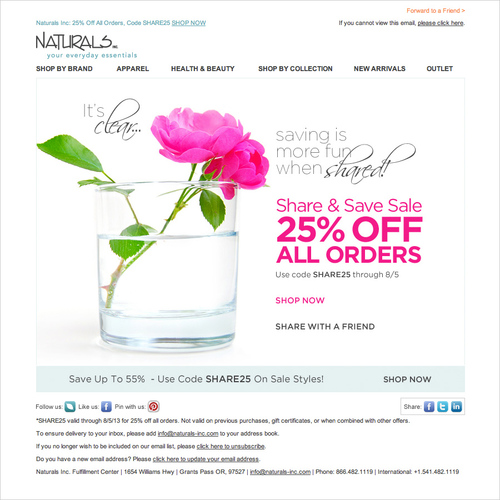 Forward to a Friend >
Naturals Inc: 25% Off All Orders, Code SHARE25 SHOP NOW
If you cannot view this email, please click here.
NATURALS INC
your everyday essentials
SHOP BY BRAND APPAREL HEALTH & BEAUTY SHOP BY COLLECTION NEW ARRIVALS OUTLET
It's
clear...
saving is
more fun
when shared!
Share & Save Sale
25% OFF
ALL ORDERS
Use code SHARE25 through 8/5
SHOP NOW
SHARE WITH A FRIEND
Save Up To 55% - Use Code SHARE25 On Sale Styles! SHOP NOW
Follow us: Like us: Pin with us: Share:
*SHARE25 valid through 8/5/13 for 25% off all orders. Not valid on previous purchases, gift certificates, or when combined with other offers.
To ensure delivery to your inbox, please add info@naturals-inc.com to your address book.
If you no longer wish to be included on our email list, please click here to unsubscribe.
Do you have a new email address? Please click here to update your email address.
Naturals Inc. Fulfillment Center | 1654 Williams Hwy | Grants Pass OR, 97527 | info@naturals-inc.com | Phone: 866.482.1119 | International: +1.541.482.1119